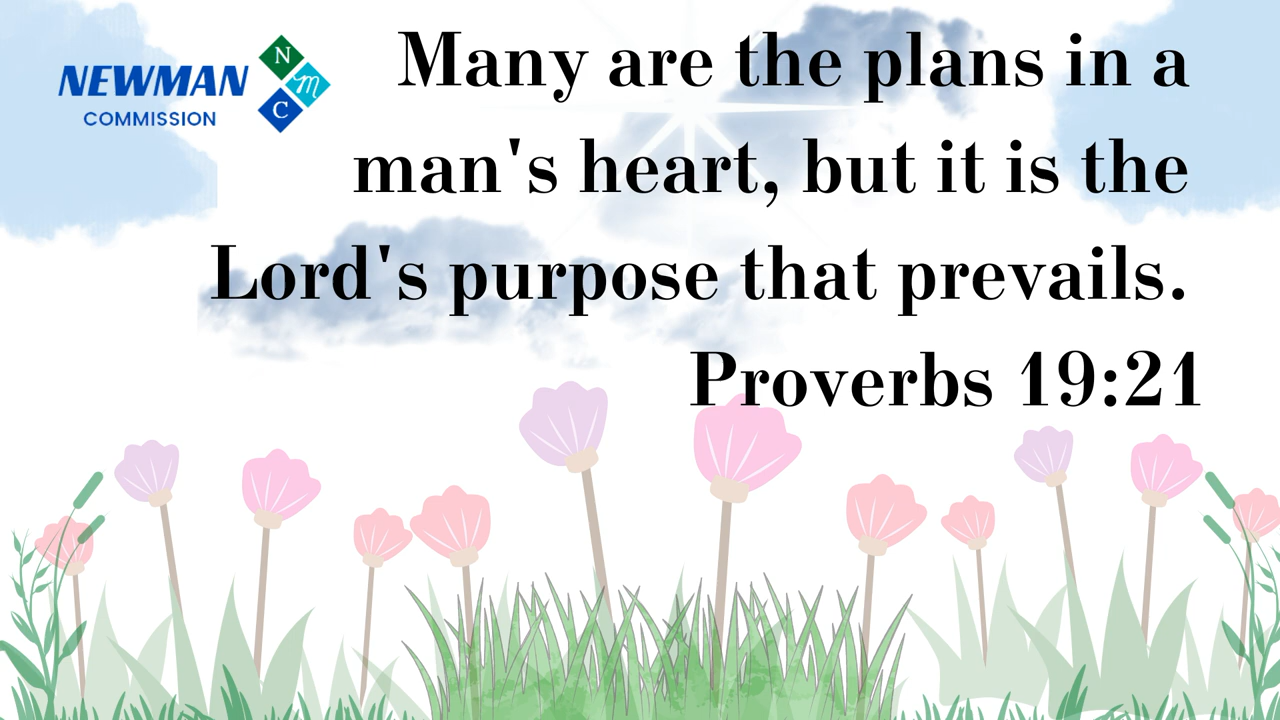 NEWMAN
COMMISSION
N
m
C
Many are the plans in a
man's heart, but it is the
Lord's purpose that prevails.
Proverbs 19:21